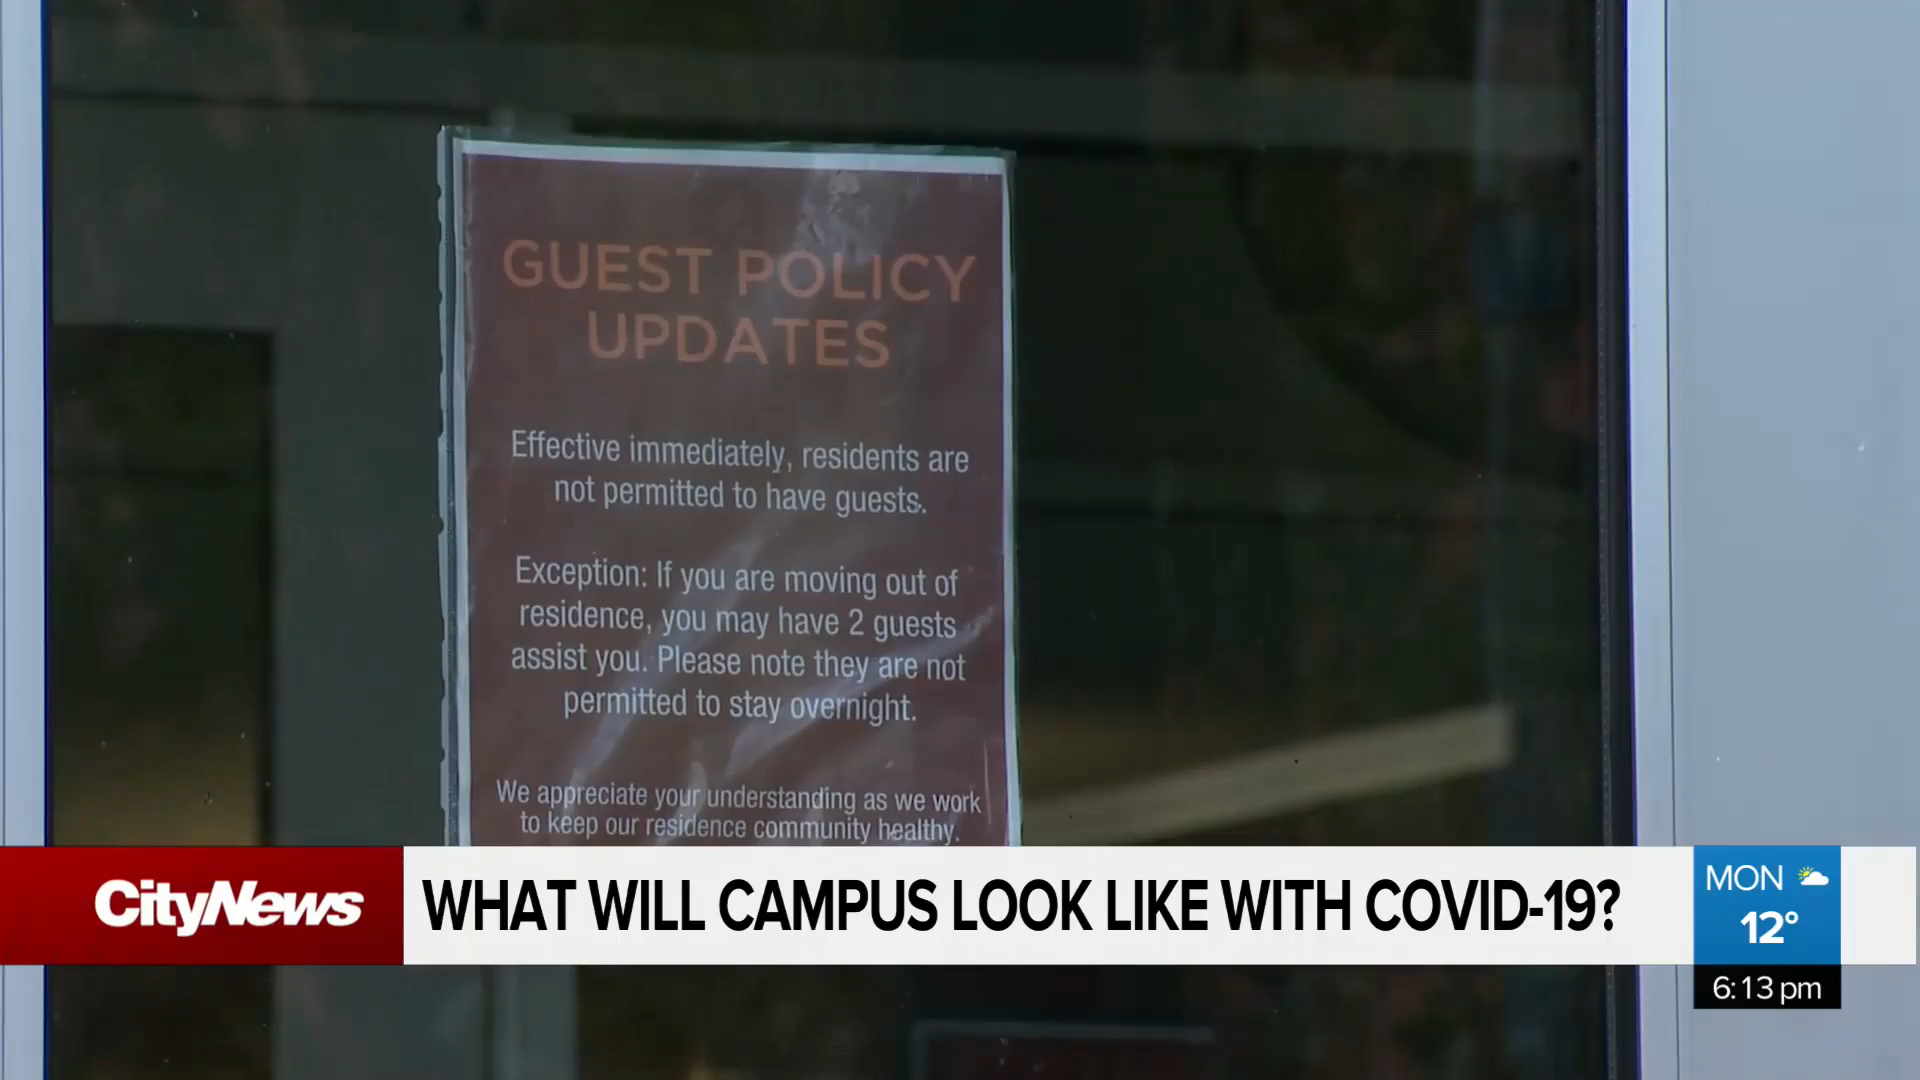 GUEST POLICY
UPDATES
Effective immediately, residents are
not permitted to have guests.
Exception: If you are moving out of
residence, you may have 2 guests
assist you. Please note they are not
permitted to stay overnight.
We appreciate your understanding as we work
to keep our residence community healthy.
CityNews
WHAT WILL CAMPUS LOOK LIKE WITH COVID-19?
MON
12°
6:13 pm